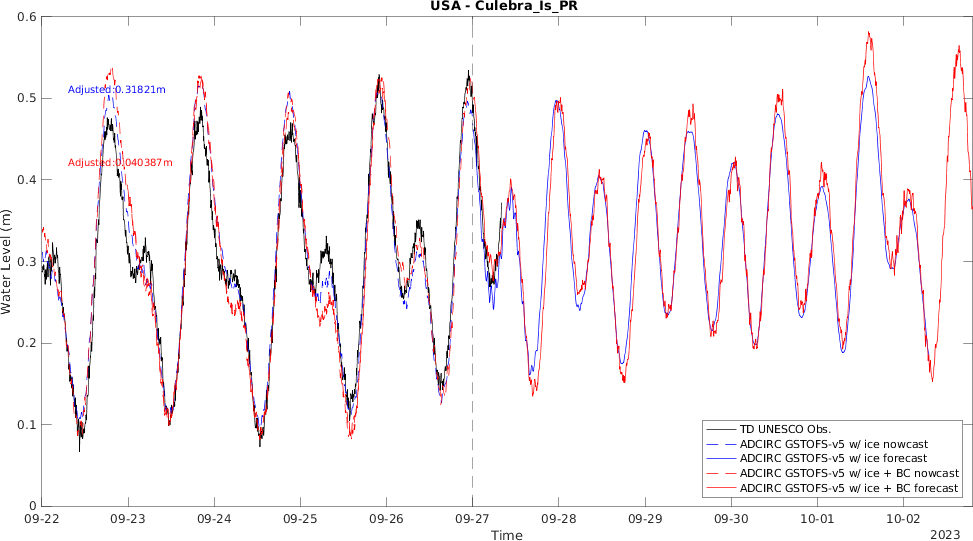 USA - Culebra_Is_PR
0.6
0.5
0.4
0.3
0.2
0.1
0
Water Level (m)
Adjusted:0.31821m
Adjusted:0.040387m
TD UNESCO Obs.
ADCIRC GSTOFS-v5 w/ ice nowcast
ADCIRC GSTOFS-v5 w/ ice forecast
ADCIRC GSTOFS-v5 w/ ice + BC nowcast
ADCIRC GSTOFS-v5 w/ ice + BC forecast
09-22 09-23 09-24 09-25 09-26 09-27 09-28 09-29 09-30 10-01 10-02
Time
2023